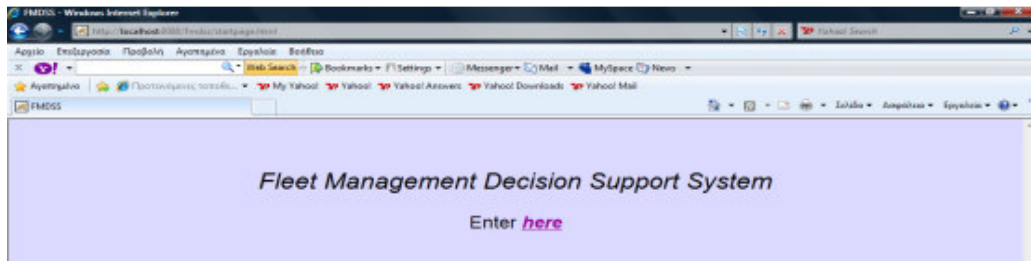 FMDSS - Windows Internet Explorer
Yahoo! Search
Αρχείο Επεξεργασία Προβολή Αγαπημένα Εργαλεία Βοήθεια
Web Search Bookmarks Settings Messenger Mail MySpace News
Αγαπημένα My Yahoo! Yahoo! Yahoo! Answers Yahoo! Downloads Yahoo! Mail
FMDSS Σελίδα Ασφάλεια Εργαλεία
Fleet Management Decision Support System
Enter here